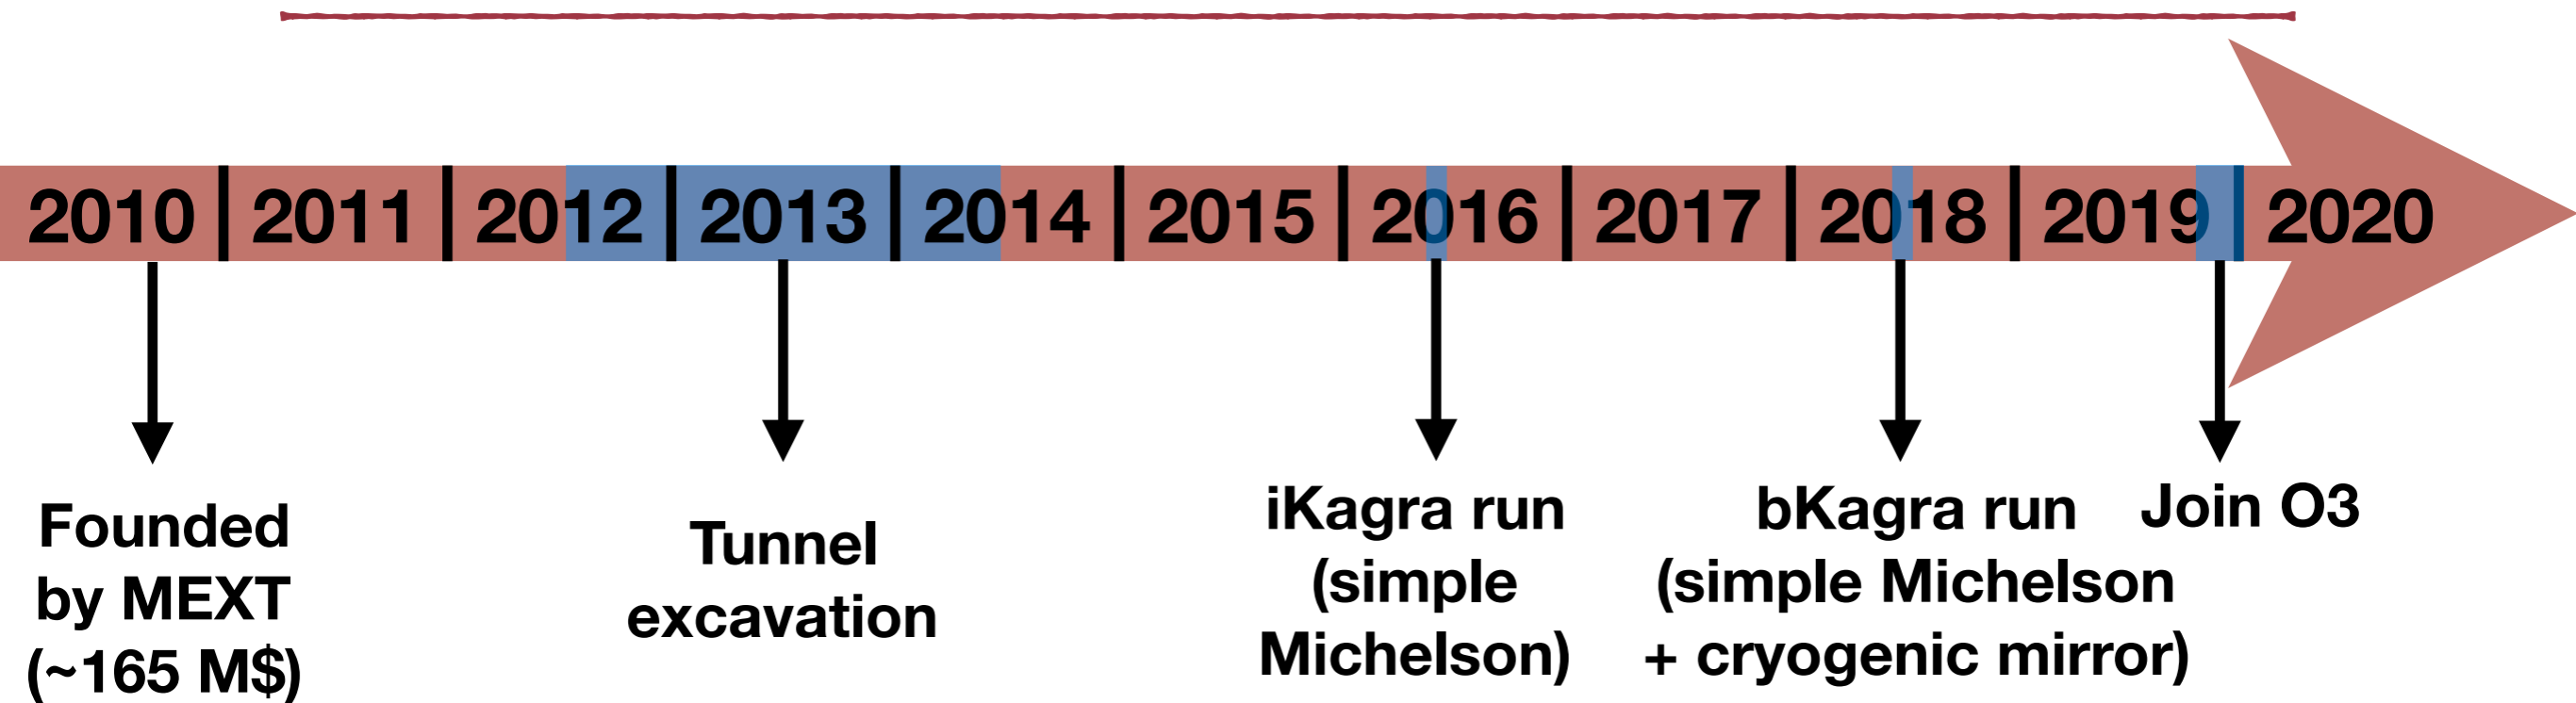 2010 2011 2012 2013 2014 2015 2016 2017 2018 2019 2020
Founded
by MEXT
(~165 M$)
Tunnel
excavation
iKagra run
(simple
Michelson)
bKagra run
(simple Michelson
+ cryogenic mirror)
Join O3